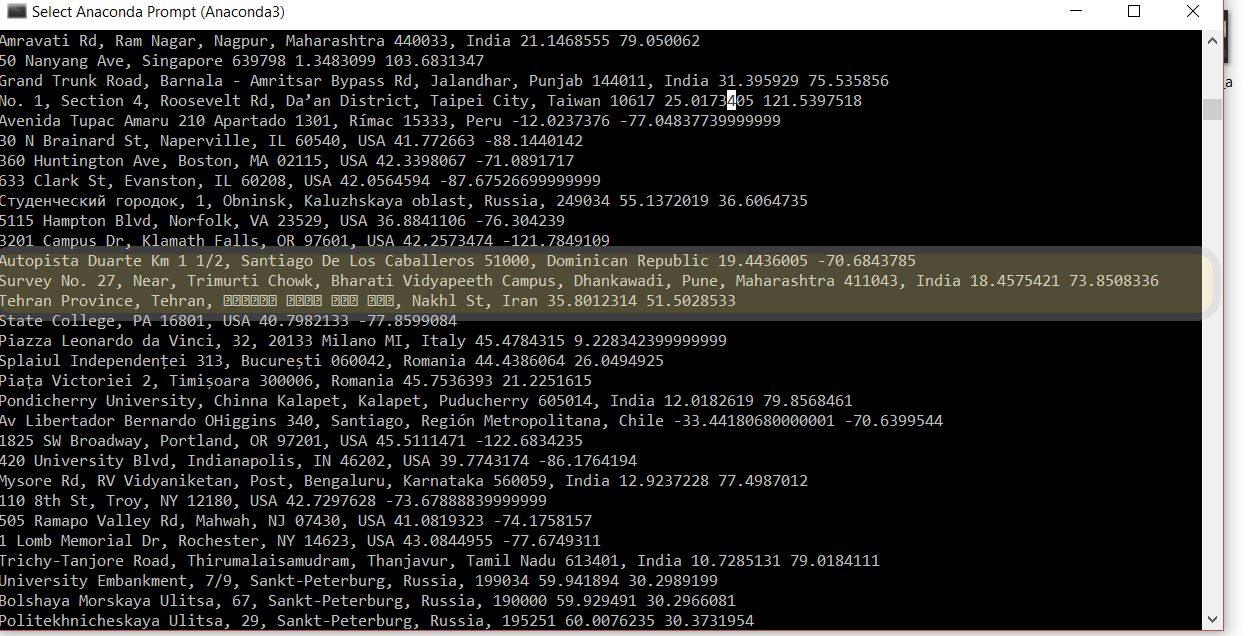 Select Anaconda Prompt (Anaconda3)
Amravati Rd, Ram Nagar, Nagpur, Maharashtra 440033, India 21.1468555 79.050062
50 Nanyang Ave, Singapore 639798 1.3483099 103.6831347
Grand Trunk Road, Barnala - Amritsar Bypass Rd, Jalandhar, Punjab 144011, India 31.395929 75.535856
No. 1, Section 4, Roosevelt Rd, Da’an District, Taipei City, Taiwan 10617 25.0173405 121.5397518
Avenida Tupac Amaru 210 Apartado 1301, Rímac 15333, Peru -12.0237376 -77.04837739999999
30 N Brainard St, Naperville, IL 60540, USA 41.772663 -88.1440142
360 Huntington Ave, Boston, MA 02115, USA 42.3398067 -71.0891717
633 Clark St, Evanston, IL 60208, USA 42.0564594 -87.67526699999999
Студенческий городок, 1, Obninsk, Kaluzhskaya oblast, Russia, 249034 55.1372019 36.6064735
5115 Hampton Blvd, Norfolk, VA 23529, USA 36.8841106 -76.304239
3201 Campus Dr, Klamath Falls, OR 97601, USA 42.2573474 -121.7849109
Autopista Duarte Km 1 1/2, Santiago De Los Caballeros 51000, Dominican Republic 19.4436005 -70.6843785
Survey No. 27, Near, Trimurti Chowk, Bharati Vidyapeeth Campus, Dhankawadi, Pune, Maharashtra 411043, India 18.4575421 73.8508336
Tehran Province, Tehran, , Nakhl St, Iran 35.8012314 51.5028533
State College, PA 16801, USA 40.7982133 -77.8599084
Piazza Leonardo da Vinci, 32, 20133 Milano MI, Italy 45.4784315 9.228342399999999
Splaiul Independenței 313, București 060042, Romania 44.4386064 26.0494925
Piața Victoriei 2, Timișoara 300006, Romania 45.7536393 21.2251615
Pondicherry University, Chinna Kalapet, Kalapet, Puducherry 605014, India 12.0182619 79.8568461
Av Libertador Bernardo OHiggins 340, Santiago, Región Metropolitana, Chile -33.44180680000001 -70.6399544
1825 SW Broadway, Portland, OR 97201, USA 45.5111471 -122.6834235
420 University Blvd, Indianapolis, IN 46202, USA 39.7743174 -86.1764194
Mysore Rd, RV Vidyaniketan, Post, Bengaluru, Karnataka 560059, India 12.9237228 77.4987012
110 8th St, Troy, NY 12180, USA 42.7297628 -73.67888839999999
505 Ramapo Valley Rd, Mahwah, NJ 07430, USA 41.0819323 -74.1758157
1 Lomb Memorial Dr, Rochester, NY 14623, USA 43.0844955 -77.6749311
Trichy-Tanjore Road, Thirumalaisamudram, Thanjavur, Tamil Nadu 613401, India 10.7285131 79.0184111
University Embankment, 7/9, Sankt-Peterburg, Russia, 199034 59.941894 30.2989199
Bolshaya Morskaya Ulitsa, 67, Sankt-Peterburg, Russia, 190000 59.929491 30.2966081
Politekhnicheskaya Ulitsa, 29, Sankt-Peterburg, Russia, 195251 60.0076235 30.3731954